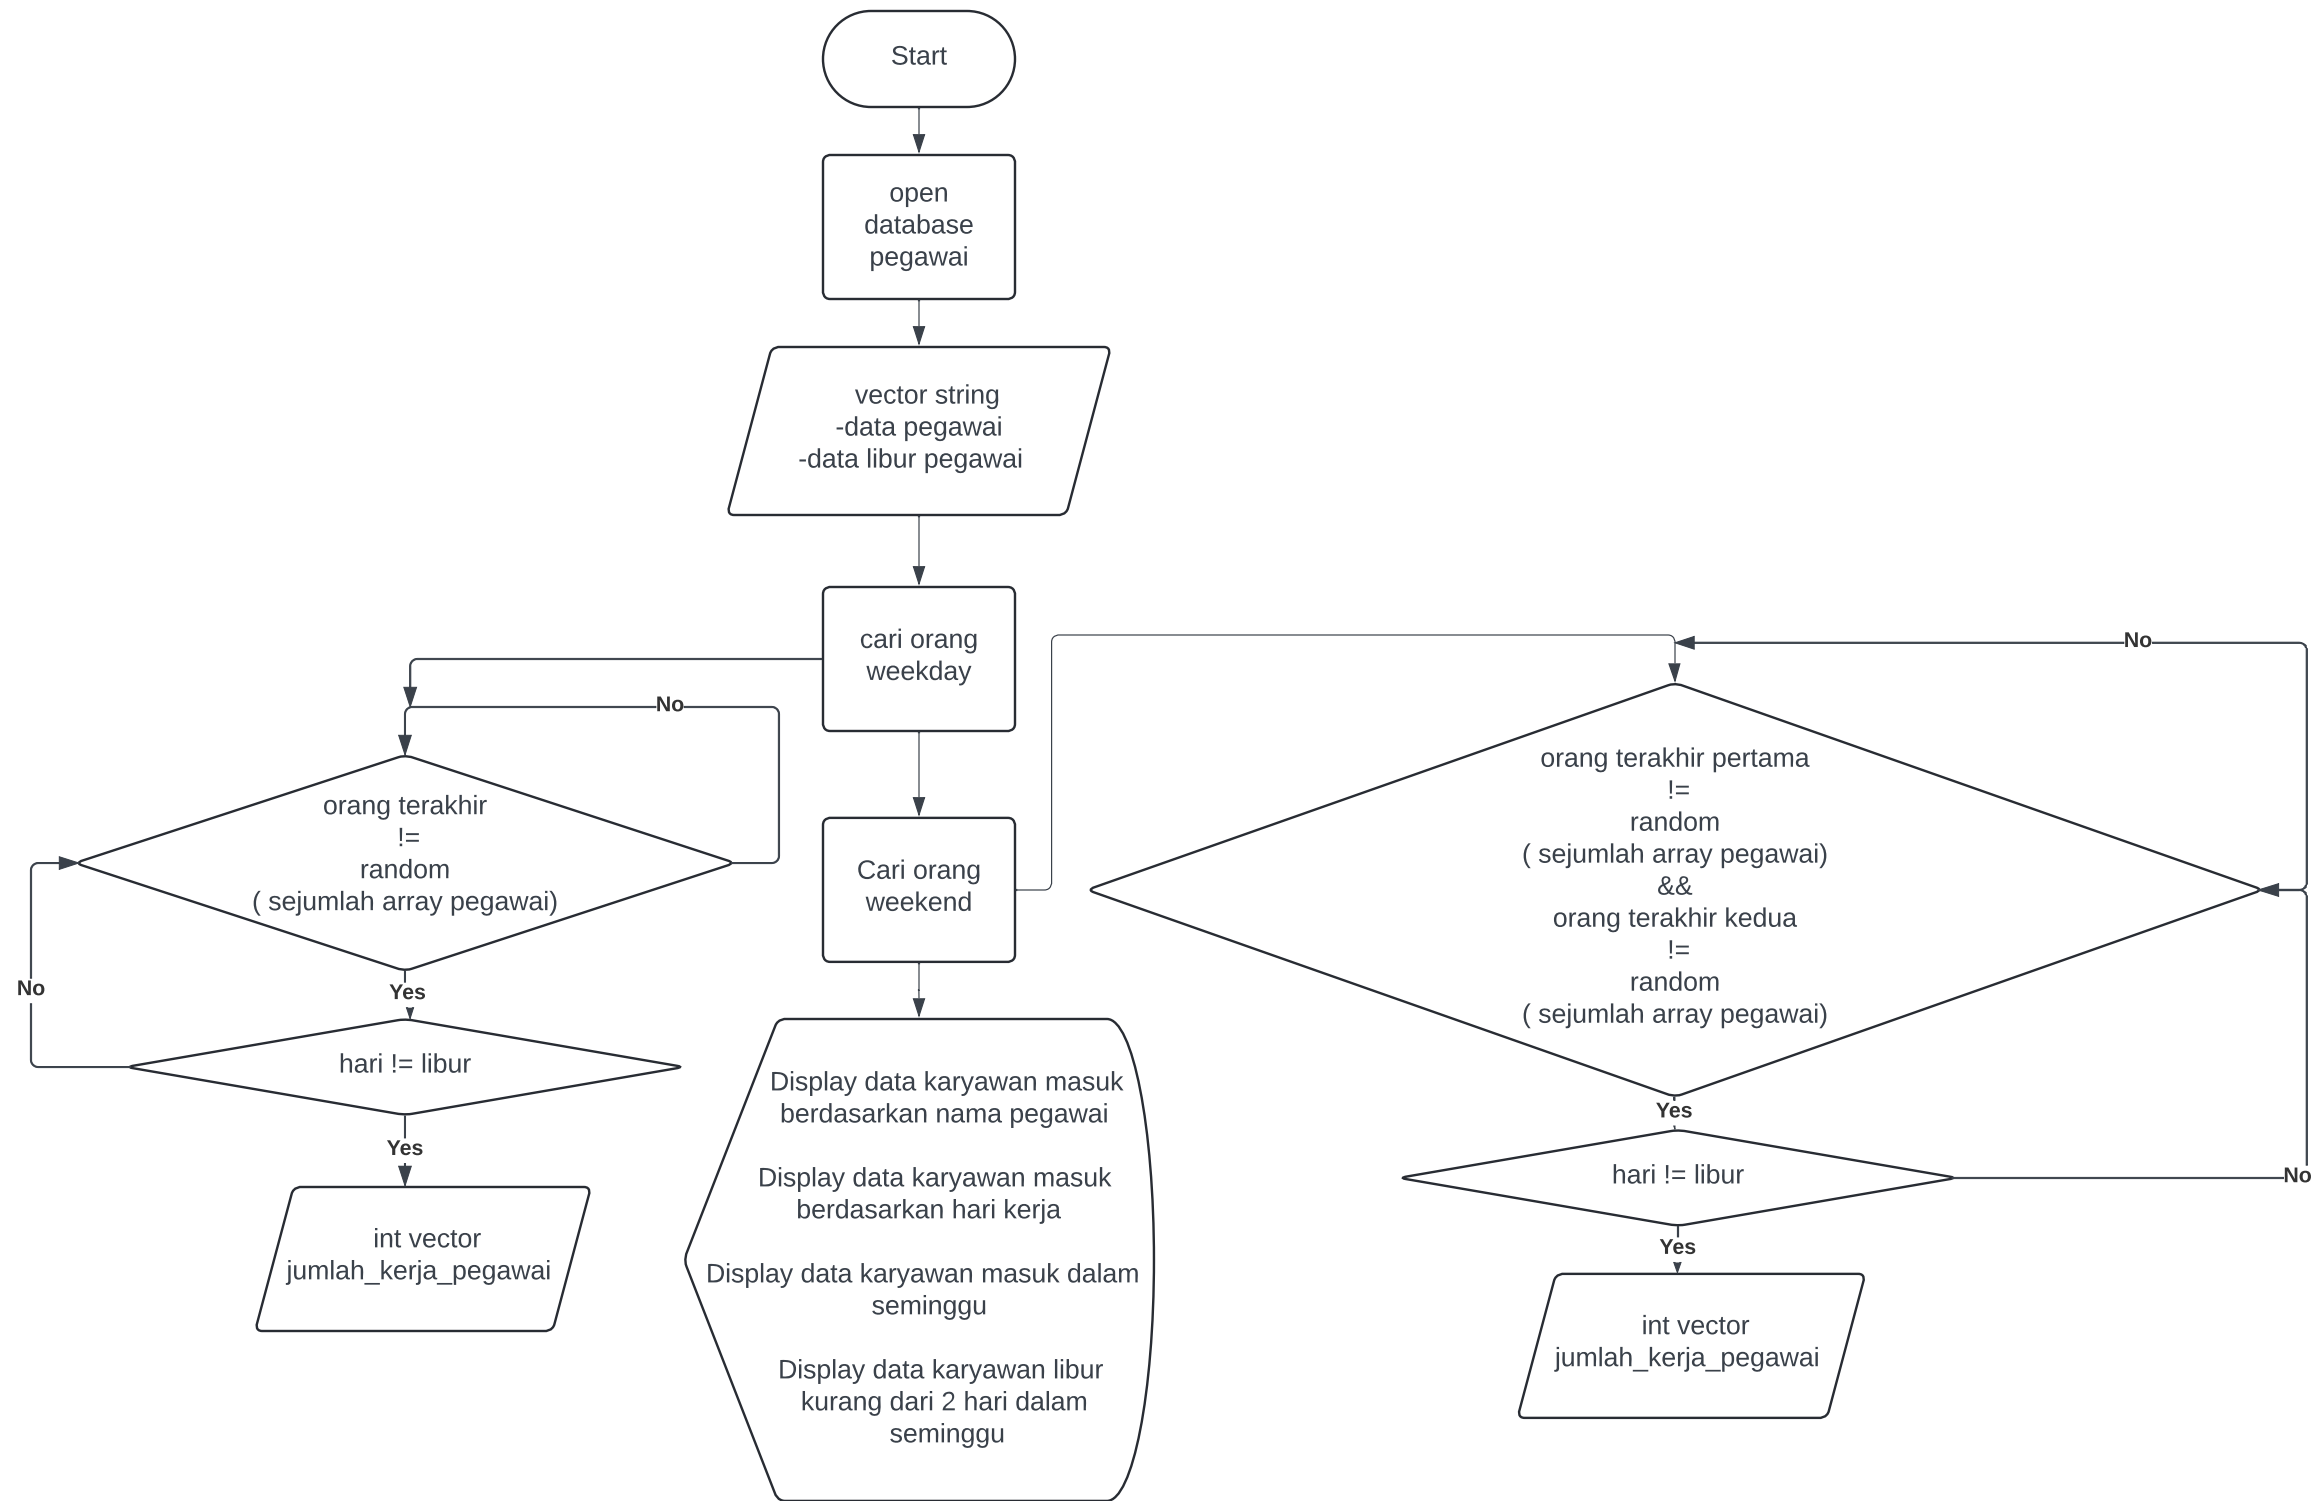 Start
open
database
pegawai
vector string
-data pegawai
-data libur pegawai
cari orang
weekday
No
orang terakhir
!=
random
( sejumlah array pegawai)
No
Yes
hari != libur
Yes
int vector
jumlah_kerja_pegawai
Cari orang
weekend
Display data karyawan masuk
berdasarkan nama pegawai
Display data karyawan masuk
berdasarkan hari kerja
Display data karyawan masuk dalam
seminggu
Display data karyawan libur
kurang dari 2 hari dalam
seminggu
No
orang terakhir pertama
!=
random
( sejumlah array pegawai)
&&
orang terakhir kedua
!=
random
( sejumlah array pegawai)
Yes
hari != libur
No
Yes
int vector
jumlah_kerja_pegawai